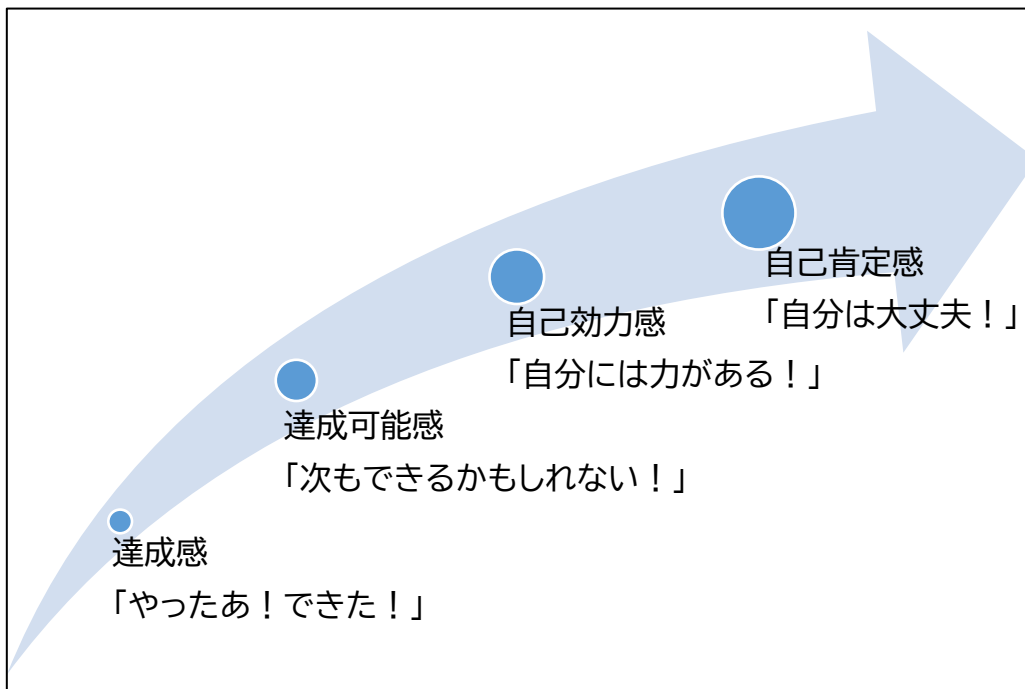 自己肯定感
「自分は大丈夫！」
自己効力感
「自分には力がある！」
達成可能感
「次もできるかもしれない！」
達成感
「やったあ！できた！」